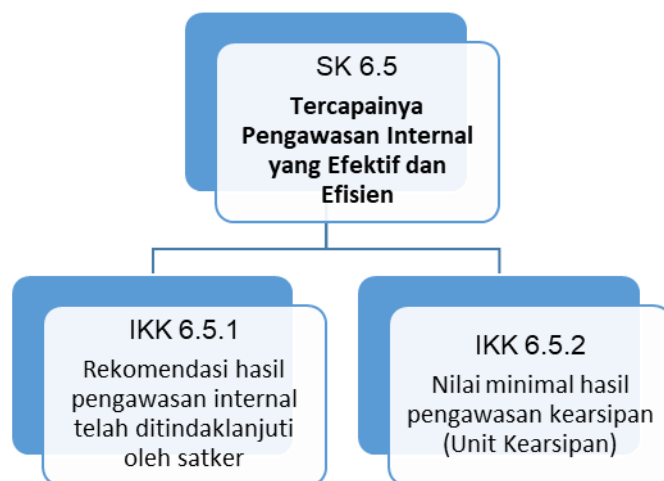 SK 6.5
Tercapainya
Pengawasan Internal
yang Efektif dan
Efisien
IKK 6.5.1
Rekomendasi hasil
pengawasan internal
telah ditindaklanjuti
oleh satker
IKK 6.5.2
Nilai minimal hasil
pengawasan kearsipan
(Unit Kearsipan)